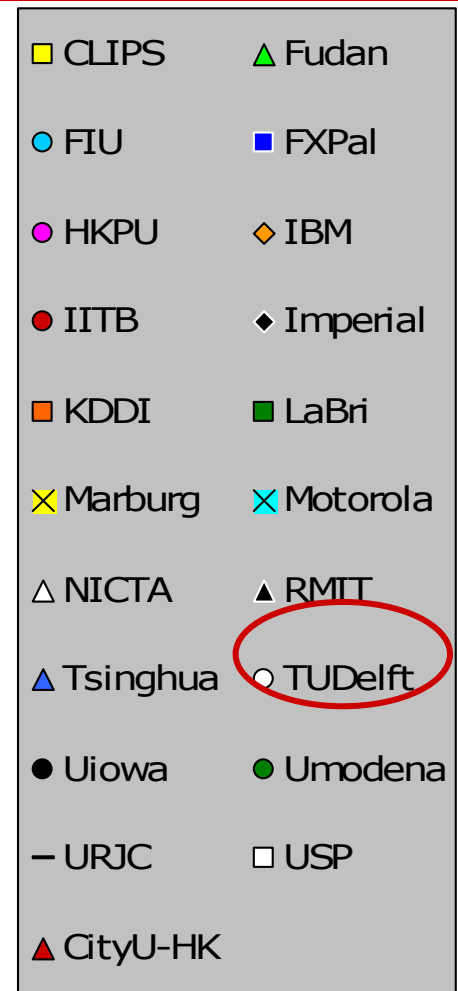 CLIPS Fudan
FIU FXPal
HKPU IBM
IITB Imperial
KDDI LaBri
Marburg Motorola
NICTA RMIT
Tsinghua TUDelft
Uiowa Umodena
URJC USP
CityU-HK